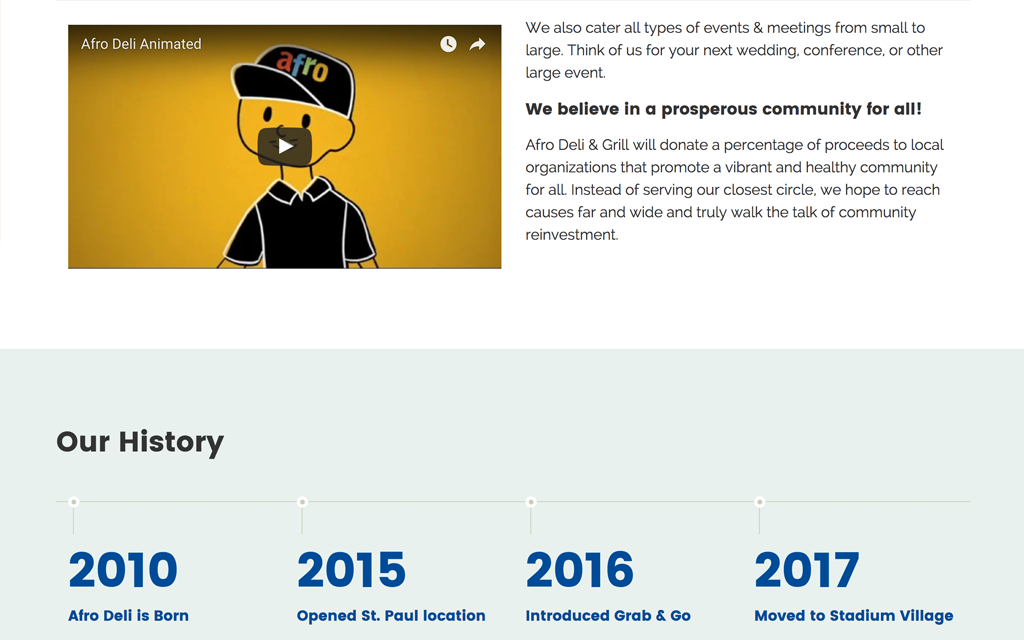 Afro Deli Animated
afro
We also cater all types of events & meetings from small to
large. Think of us for your next wedding, conference, or other
large event.
We believe in a prosperous community for all!
Afro Deli & Grill will donate a percentage of proceeds to local
organizations that promote a vibrant and healthy community
for all. Instead of serving our closest circle, we hope to reach
causes far and wide and truly walk the talk of community
reinvestment.
Our History
2010
Afro Deli is Born
2015
Opened St. Paul location
2016
Introduced Grab & Go
2017
Moved to Stadium Village